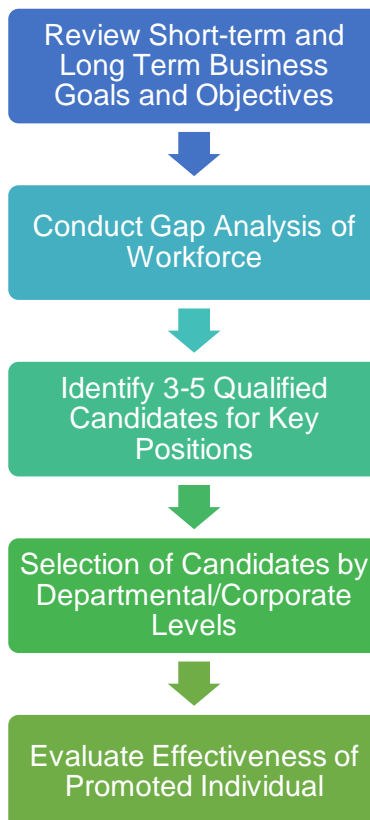 Review Short-term and
Long Term Business
Goals and Objectives
Conduct Gap Analysis of
Workforce
Identify 3-5 Qualified
Candidates for Key
Positions
Selection of Candidates by
Departmental/Corporate
Levels
Evaluate Effectiveness of
Promoted Individual